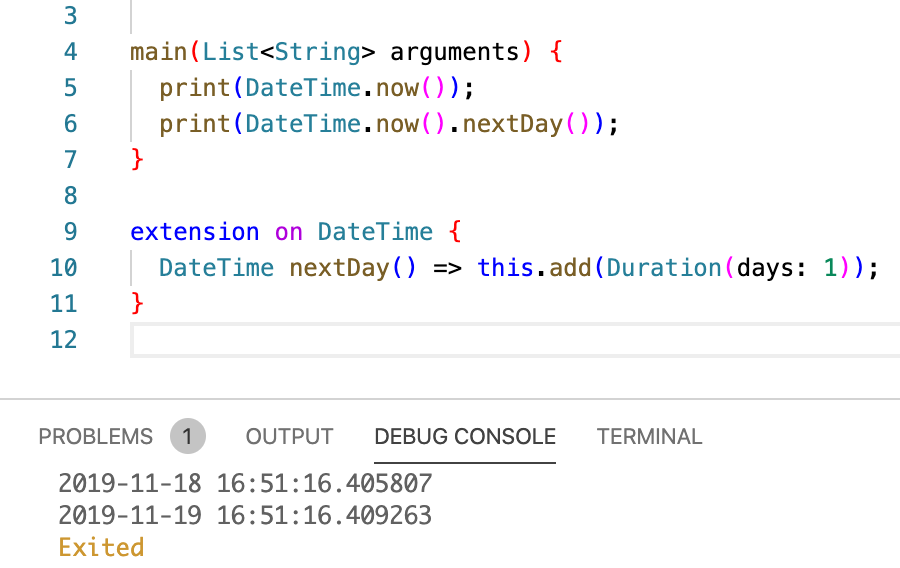 3
4 main(List<String> arguments) {
5   print(DateTime.now());
6   print(DateTime.now().nextDay());
7 }
8
9 extension on DateTime {
10   DateTime nextDay() => this.add(Duration(days: 1));
11 }
12
PROBLEMS 1 OUTPUT DEBUG CONSOLE TERMINAL
2019-11-18 16:51:16.405807
2019-11-19 16:51:16.409263
Exited